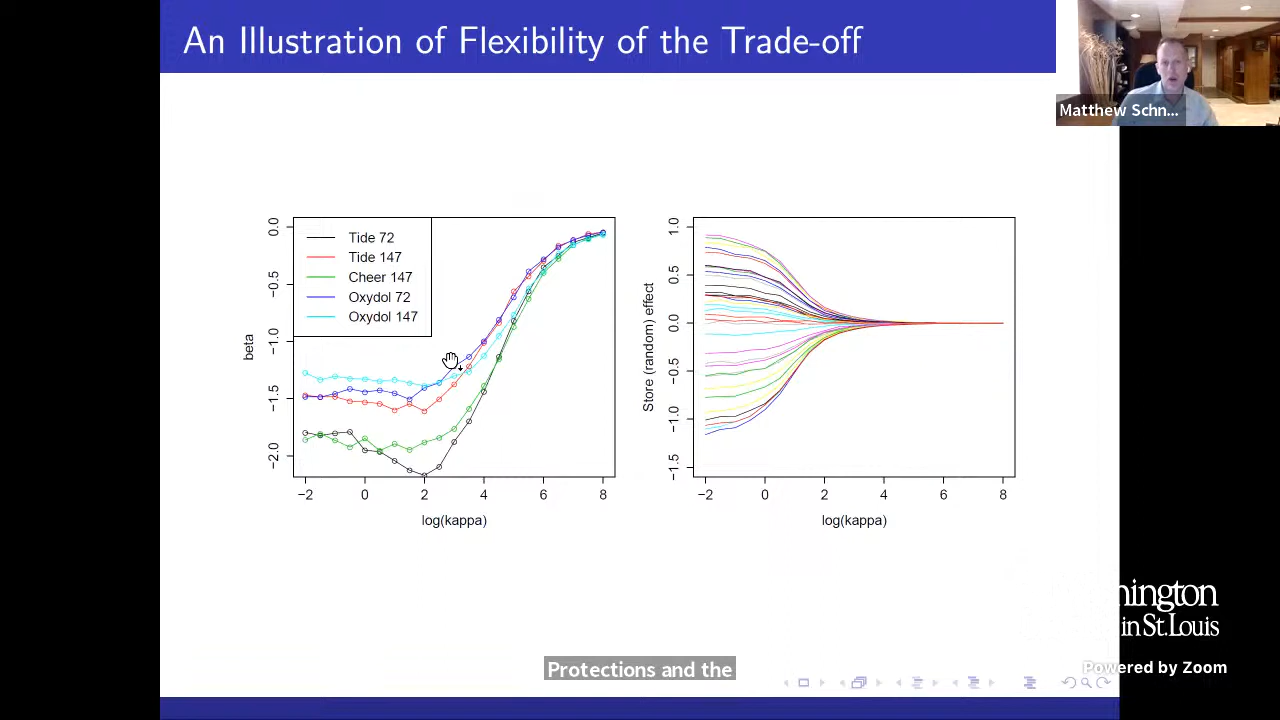 An Illustration of Flexibility of the Trade-off
Matthew Schn...
Tide 72
Tide 147
Cheer 147
Oxydol 72
Oxydol 147
beta
0.0
−0.5
−1.0
−1.5
−2.0
−2 0 2 4 6 8
log(kappa)
Store (random) effect
1.0
0.5
0.0
−0.5
−1.0
−1.5
−2 0 2 4 6 8
log(kappa)
in St. Louis
Protections and the
Powered by Zoom